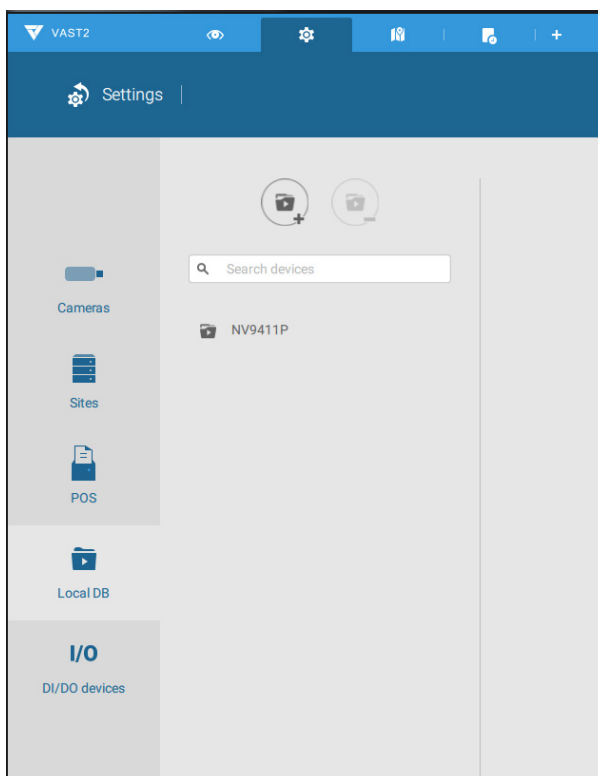 VAST2
Settings
Search devices
Cameras
NV9411P
Sites
POS
Local DB
I/O
DI/DO devices